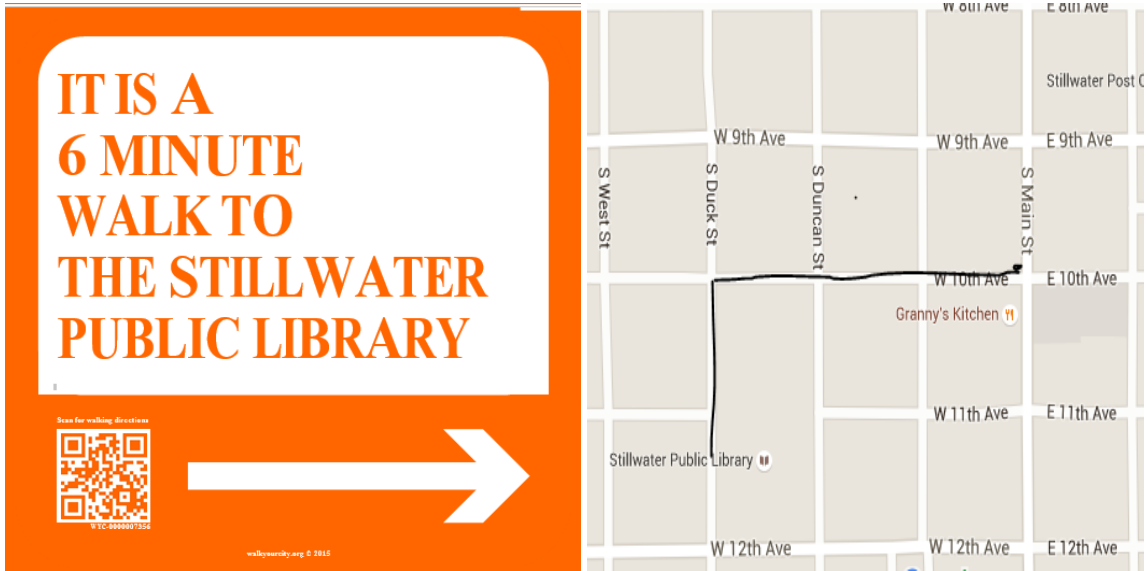 IT IS A
6 MINUTE
WALK TO
THE STILLWATER
PUBLIC LIBRARY
Scan for walking directions
WYC-0000007356
walkyourcity.org © 2015
W 8th Ave
E 8th Ave
Stillwater Post
W 9th Ave
W 9th Ave
E 9th Ave
S West St
S Duck St
S Duncan St
S Main St
W 10th Ave
E 10th Ave
Granny's Kitchen
W 11th Ave
E 11th Ave
Stillwater Public Library
W 12th Ave
W 12th Ave
E 12th Ave